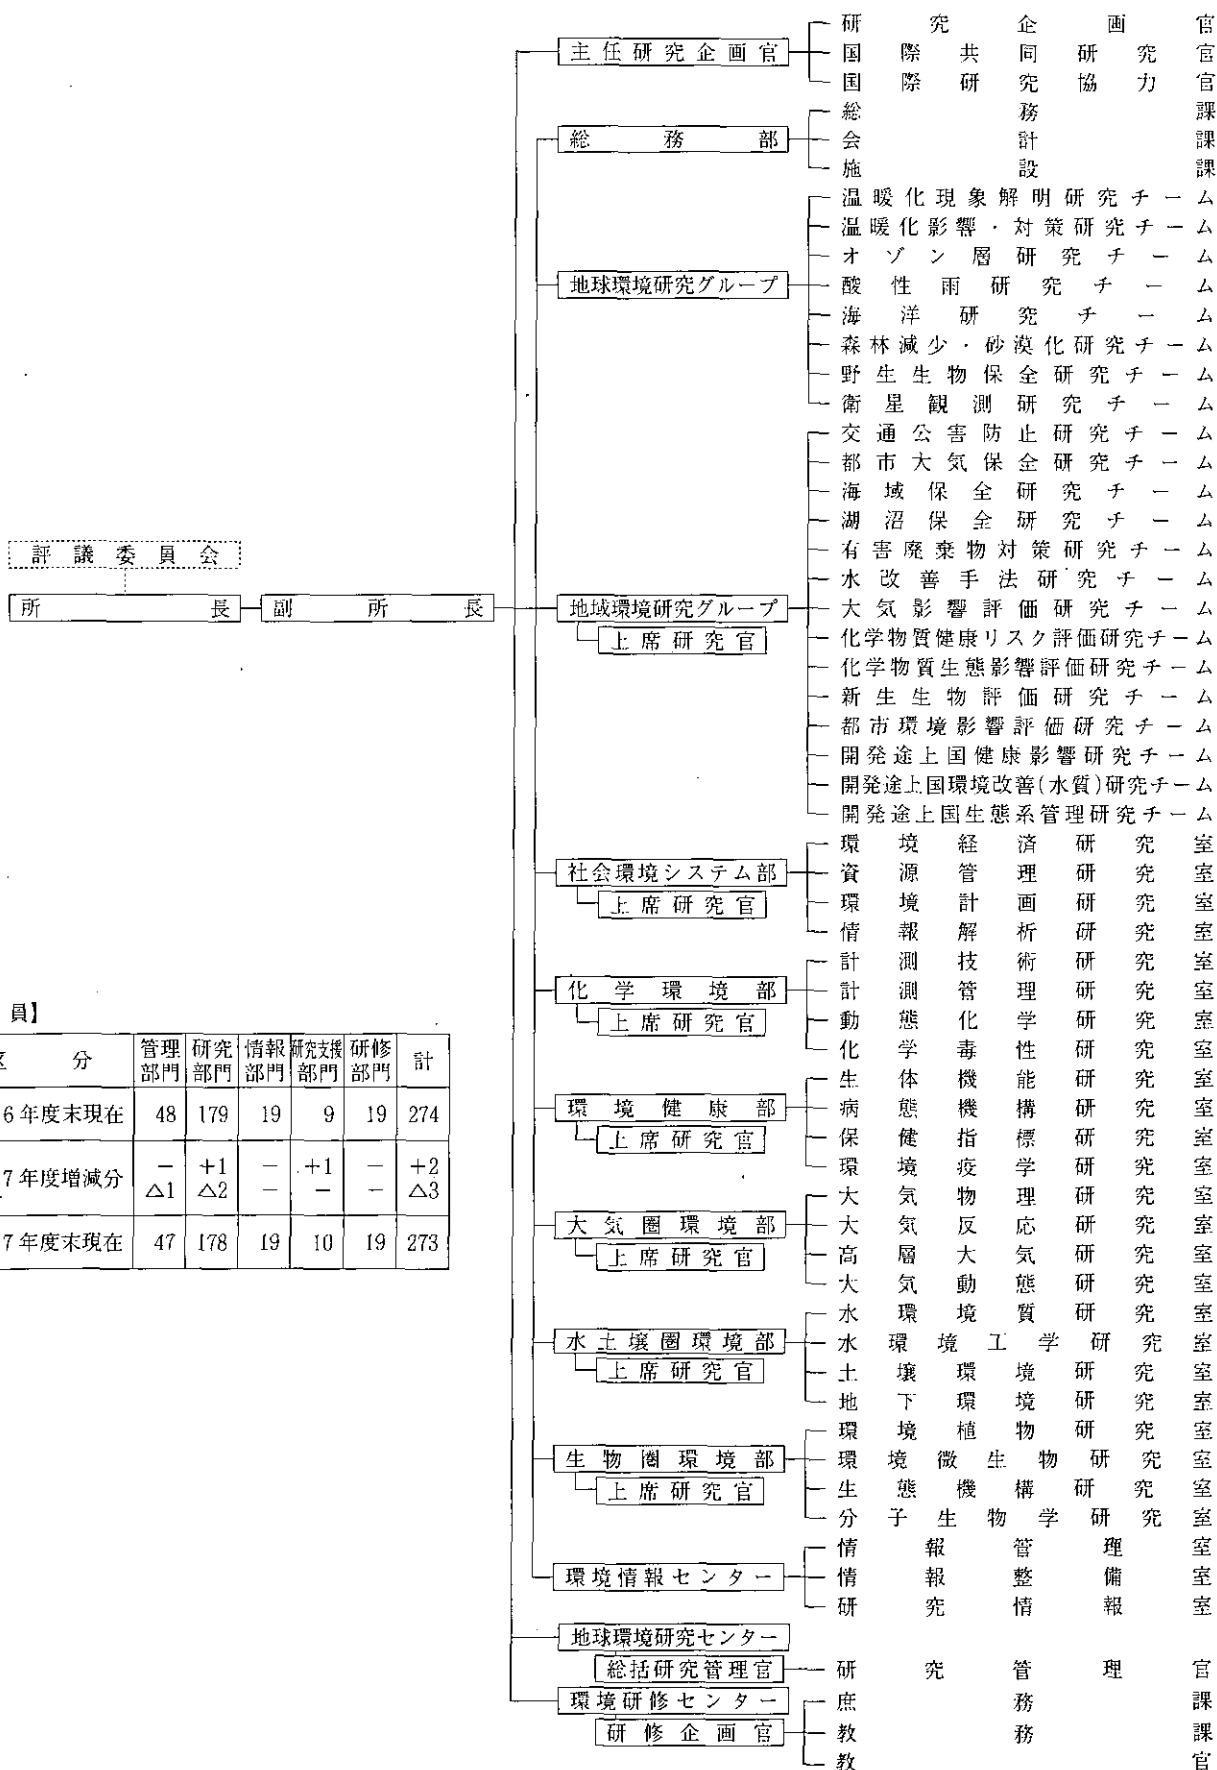 主任研究企画官
研究企画官
国際共同研究官
国際研究協力官
総務部
総務課
会計課
施設課
地球環境研究グループ
温暖化現象解明研究チーム
温暖化影響・対策研究チーム
オゾン層研究チーム
酸性雨研究チーム
海洋研究チーム
森林減少・砂漠化研究チーム
野生生物保全研究チーム
衛星観測研究チーム
評議委員会
所長
副所長
地域環境研究グループ
上席研究官
交通公害防止研究チーム
都市大気保全研究チーム
海域保全研究チーム
湖沼保全研究チーム
有害廃棄物対策研究チーム
水改善手法研究チーム
大気影響評価研究チーム
化学物質健康リスク評価研究チーム
化学物質生態影響評価研究チーム
新生生物評価研究チーム
都市環境影響評価研究チーム
開発途上国健康影響研究チーム
開発途上国環境改善(水質)研究チーム
開発途上国生態系管理研究チーム
社会環境システム部
上席研究官
環境経済研究室
資源管理研究室
環境計画研究室
情報解析研究室
化学環境部
上席研究官
計測技術研究室
計測管理研究室
動態化学研究室
化学毒性研究室
環境健康部
上席研究官
生体機能研究室
病態機構研究室
保健指標研究室
環境疫学研究室
大気圏環境部
上席研究官
大気物理研究室
大気反応研究室
高層大気研究室
大気動態研究室
水土壌圏環境部
上席研究官
水環境質研究室
水環境工学研究室
土壌環境研究室
地下環境研究室
生物圏環境部
上席研究官
環境植物研究室
環境微生物研究室
生態機構研究室
分子生物学研究室
環境情報センター
情報管理室
情報整備室
研究情報室
地球環境研究センター
総括研究管理官
研究管理官
環境研修センター
研修企画官
庶務課
教務課
教官
員】
分 管理部門 研究部門 情報部門 研究支援部門 研修部門 計
6年度末現在 48 179 19 9 19 274
7年度増減分 － +1 － +1 － +2
△1 △2 － － － △3
7年度末現在 47 178 19 10 19 273